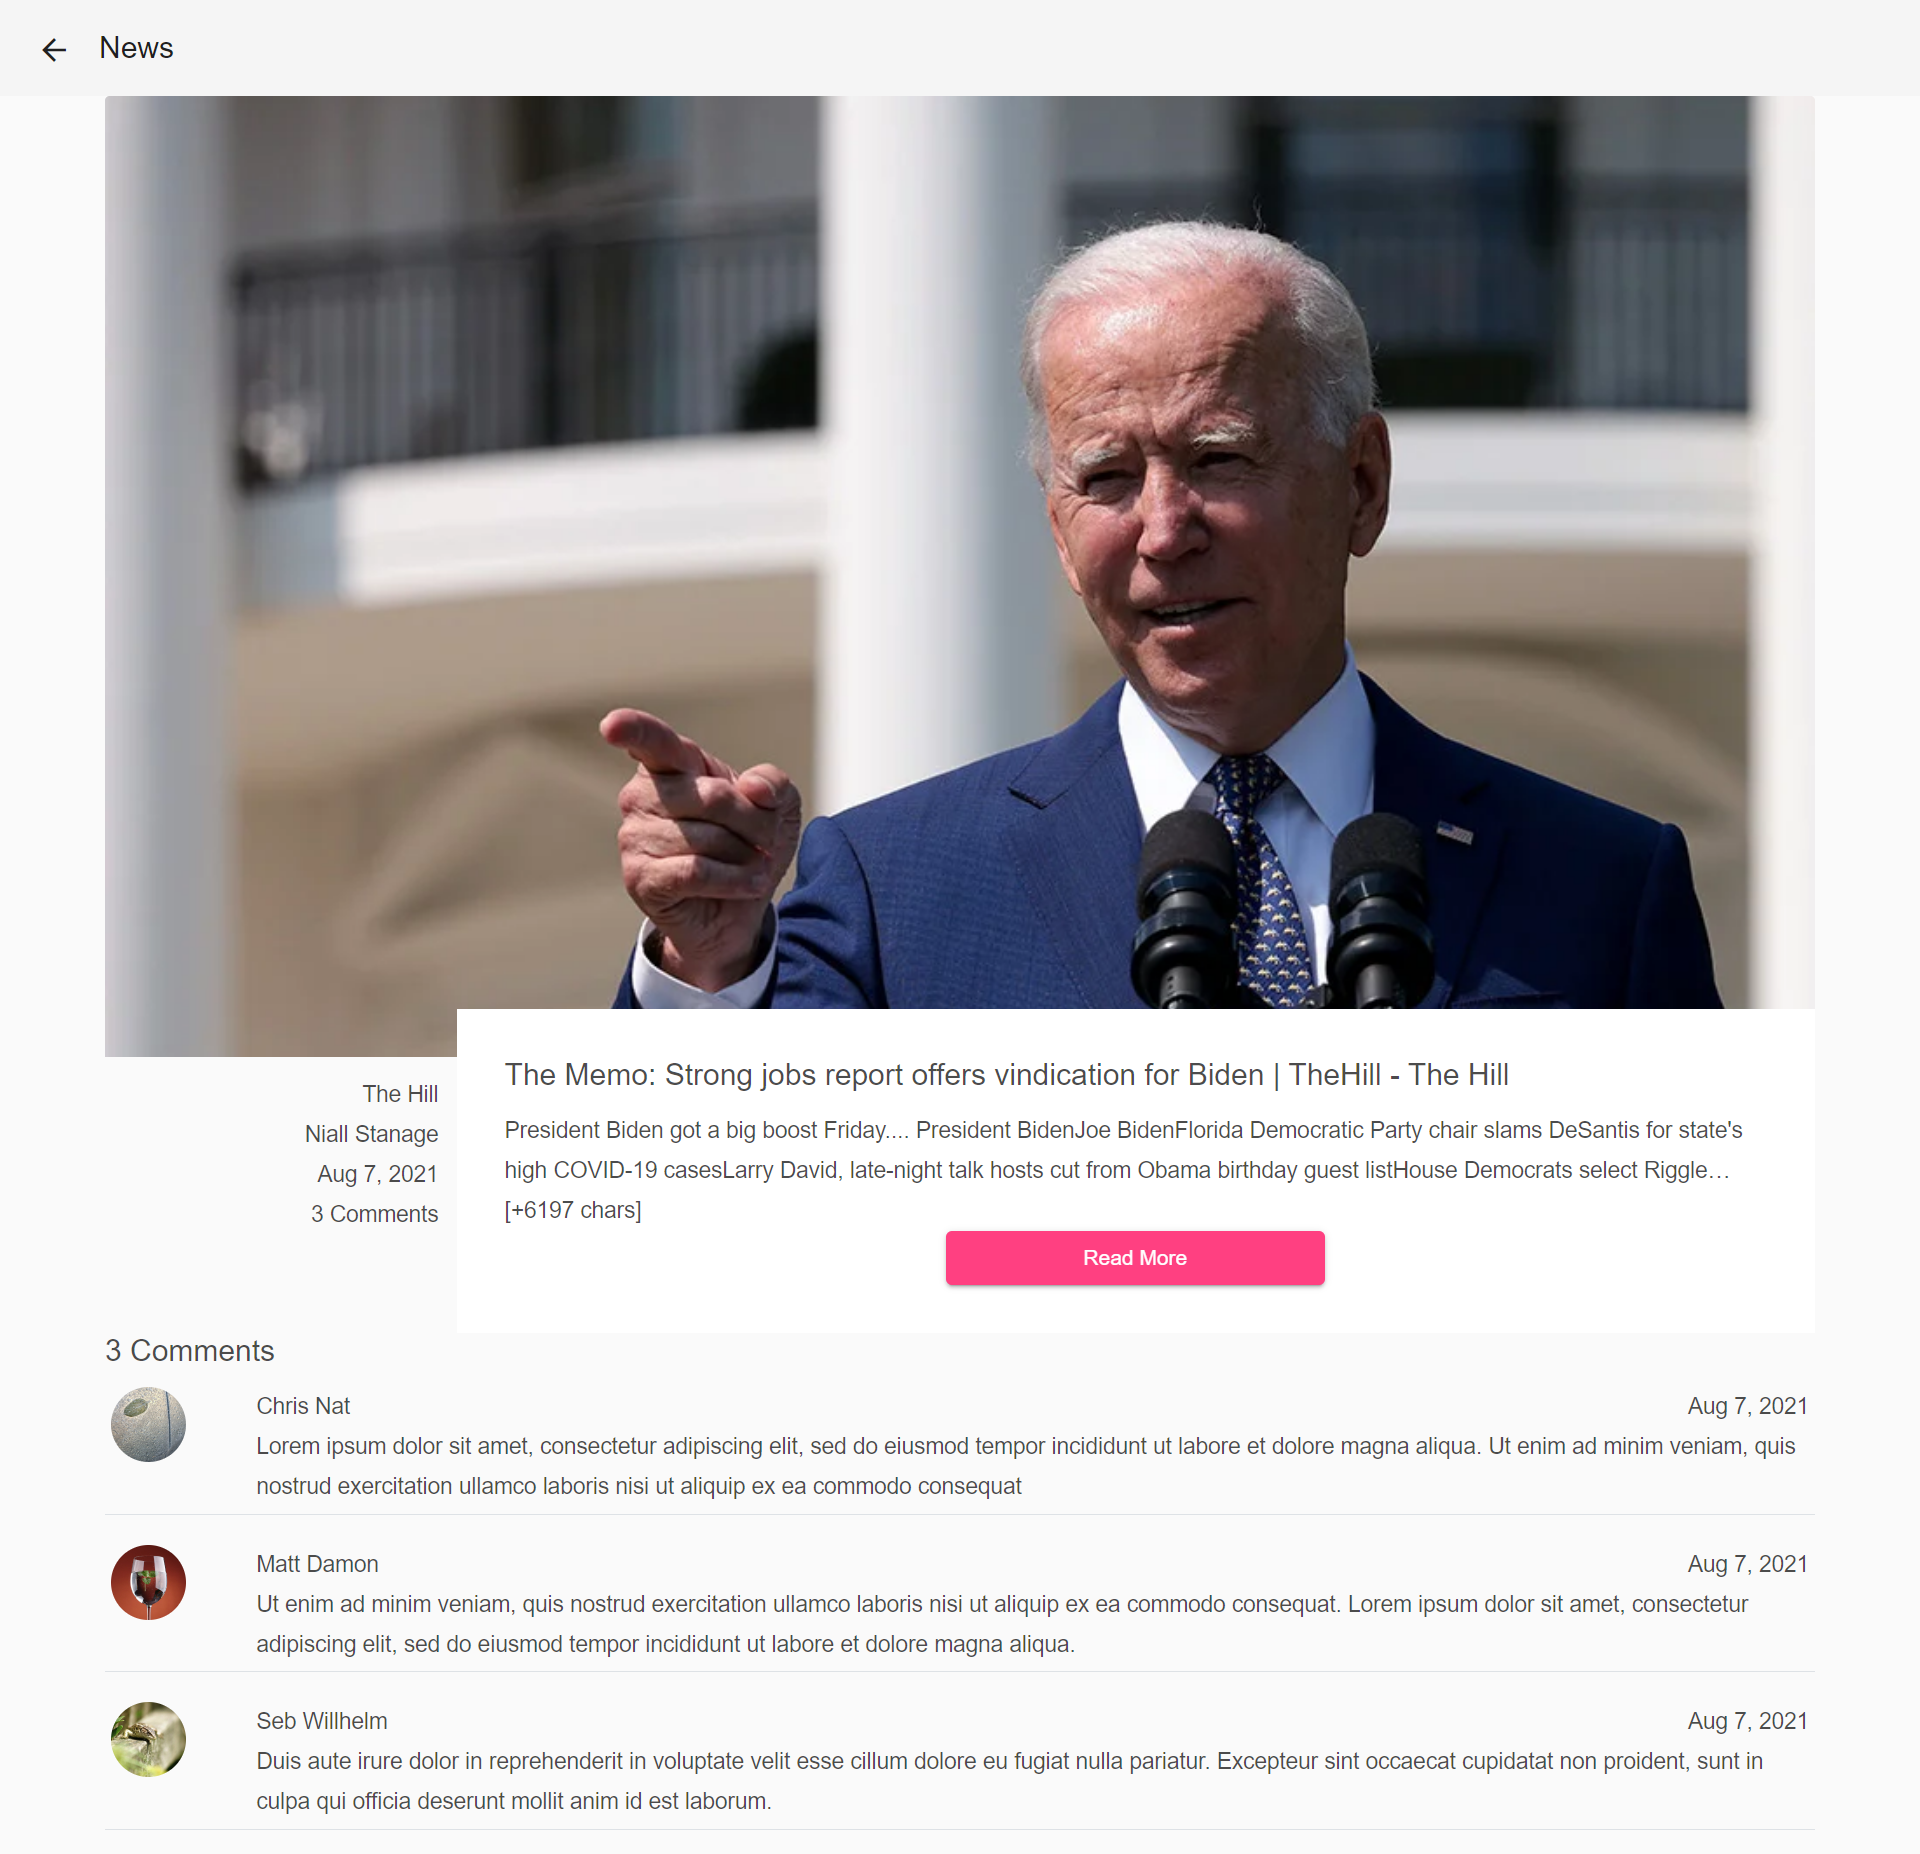 News
The Hill
Niall Stanage
Aug 7, 2021
3 Comments
The Memo: Strong jobs report offers vindication for Biden | TheHill - The Hill
President Biden got a big boost Friday.... President BidenJoe BidenFlorida Democratic Party chair slams DeSantis for state's
high COVID-19 casesLarry David, late-night talk hosts cut from Obama birthday guest listHouse Democrats select Riggle…
[+6197 chars]
Read More
3 Comments
Chris Nat
Aug 7, 2021
Lorem ipsum dolor sit amet, consectetur adipiscing elit, sed do eiusmod tempor incididunt ut labore et dolore magna aliqua. Ut enim ad minim veniam, quis
nostrud exercitation ullamco laboris nisi ut aliquip ex ea commodo consequat
Matt Damon
Aug 7, 2021
Ut enim ad minim veniam, quis nostrud exercitation ullamco laboris nisi ut aliquip ex ea commodo consequat. Lorem ipsum dolor sit amet, consectetur
adipiscing elit, sed do eiusmod tempor incididunt ut labore et dolore magna aliqua.
Seb Willhelm
Aug 7, 2021
Duis aute irure dolor in reprehenderit in voluptate velit esse cillum dolore eu fugiat nulla pariatur. Excepteur sint occaecat cupidatat non proident, sunt in
culpa qui officia deserunt mollit anim id est laborum.